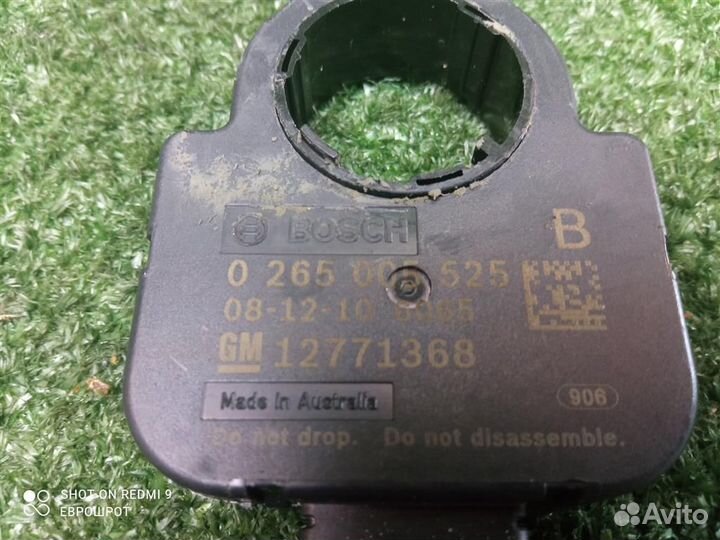 BOSCH
B
0 265 005 525
08-12-10
GM 12771368
Made in Australia
906
Do not drop. Do not disassemble.
SHOT ON REDMI 9
ЕВРОШРОТ
Avito